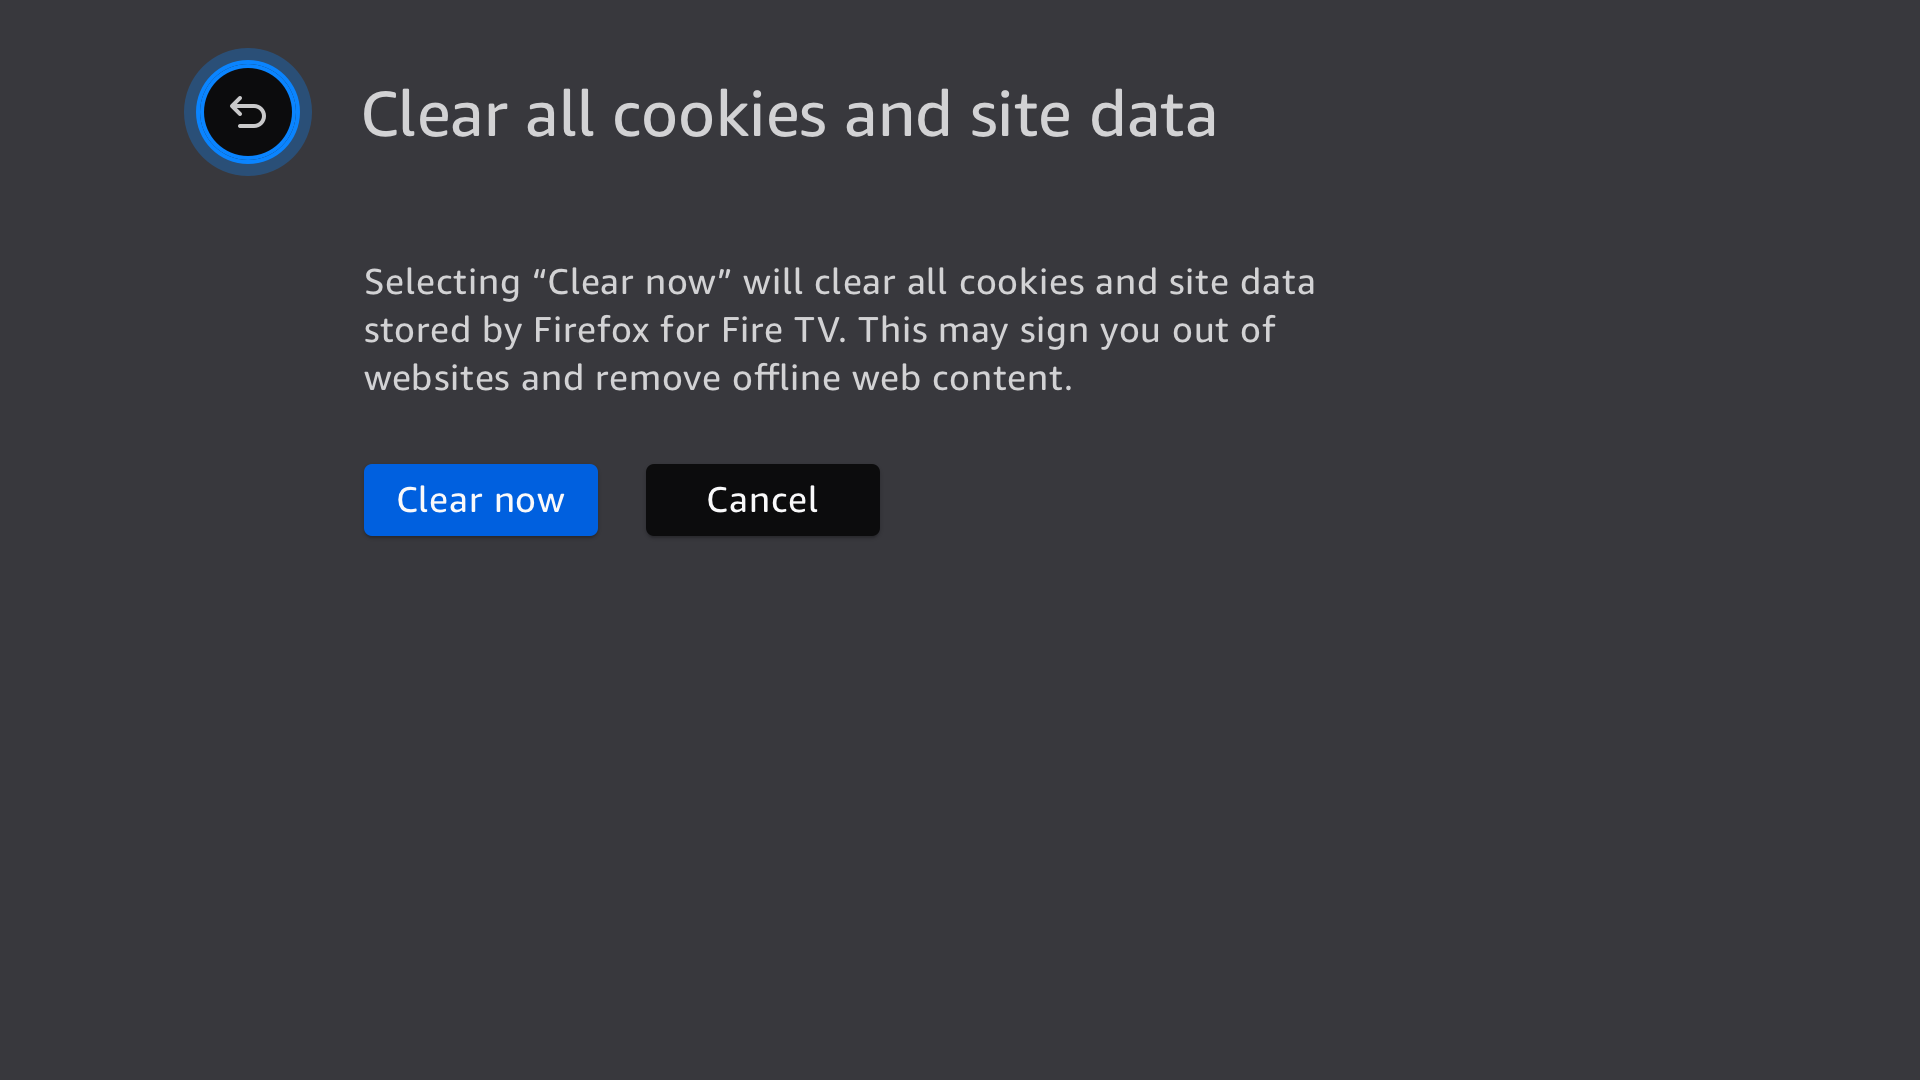 Clear all cookies and site data
Selecting “Clear now” will clear all cookies and site data
stored by Firefox for Fire TV. This may sign you out of
websites and remove offline web content.
Clear now
Cancel